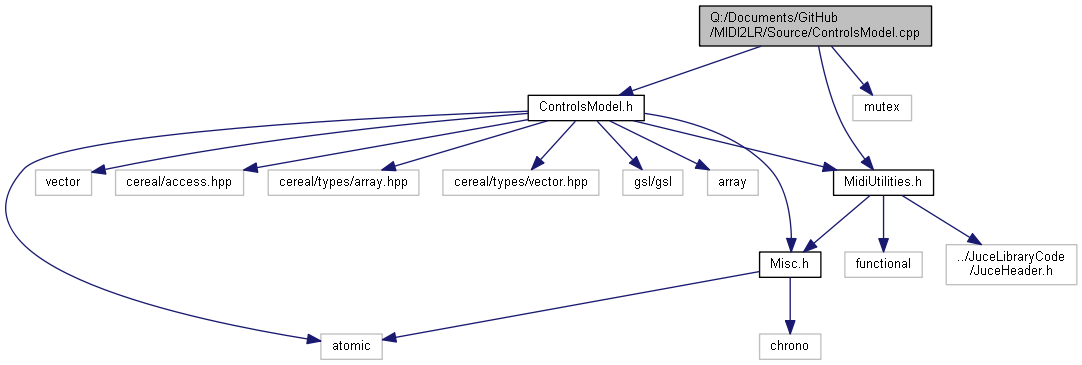 Q:/Documents/GitHub
/MIDI2LR/Source/ControlsModel.cpp
ControlsModel.h
mutex
vector
cereal/access.hpp
cereal/types/array.hpp
cereal/types/vector.hpp
gsl/gsl
array
MidiUtilities.h
Misc.h
functional
../JuceLibraryCode
/JuceHeader.h
atomic
chrono